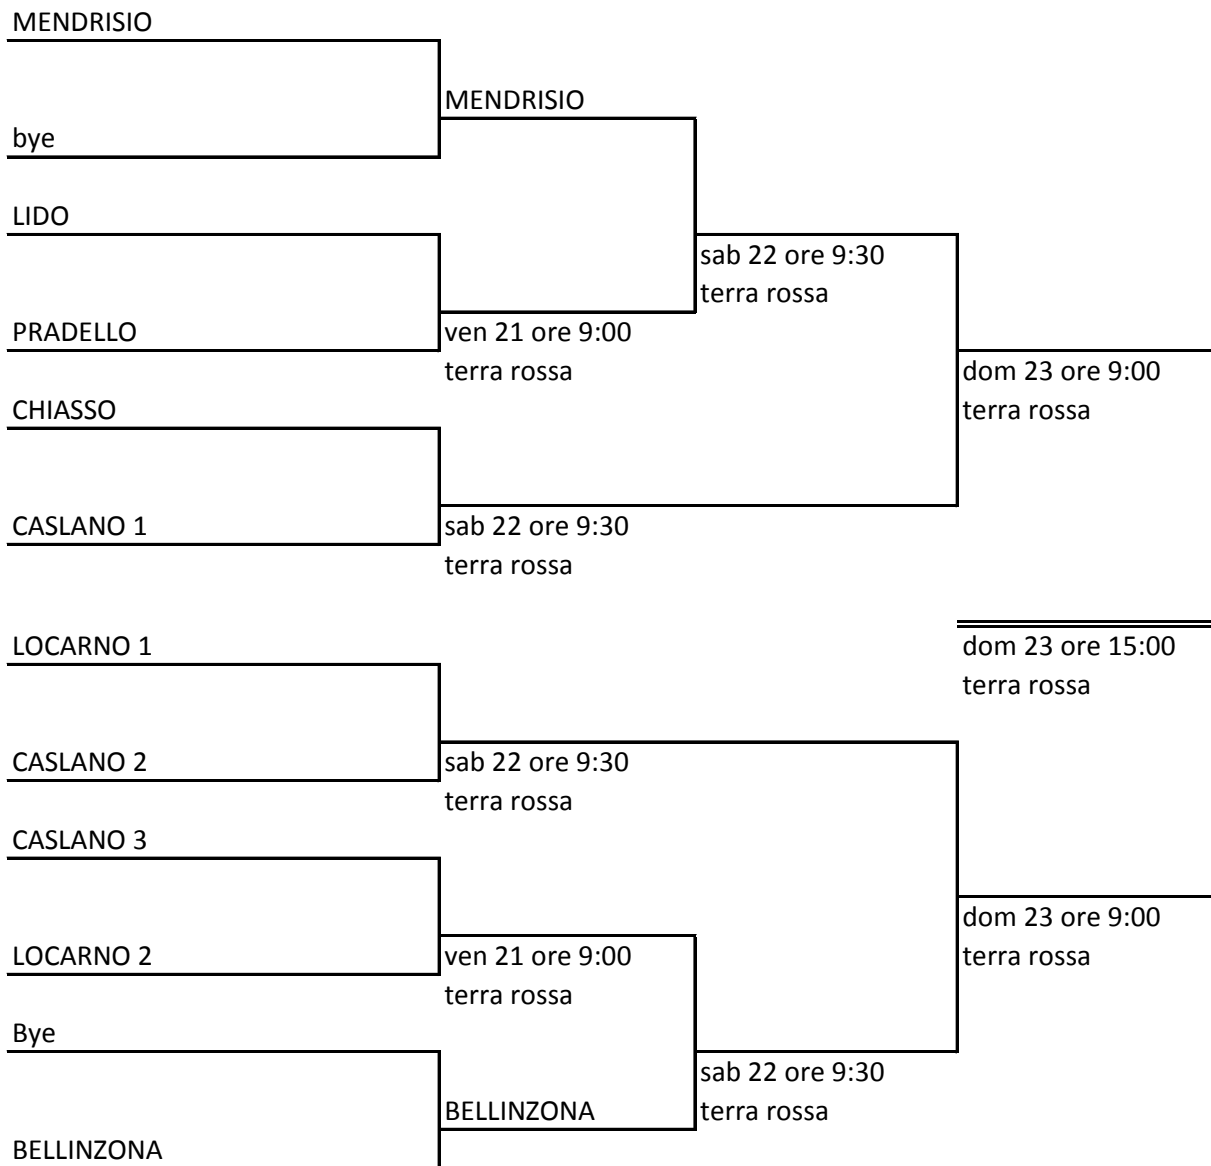 MENDRISIO
MENDRISIO
bye
LIDO
sab 22 ore 9:30
terra rossa
PRADELLO
ven 21 ore 9:00
terra rossa
dom 23 ore 9:00
terra rossa
CHIASSO
CASLANO 1
sab 22 ore 9:30
terra rossa
LOCARNO 1
dom 23 ore 15:00
terra rossa
CASLANO 2
sab 22 ore 9:30
terra rossa
CASLANO 3
dom 23 ore 9:00
terra rossa
LOCARNO 2
ven 21 ore 9:00
terra rossa
Bye
sab 22 ore 9:30
terra rossa
BELLINZONA
BELLINZONA